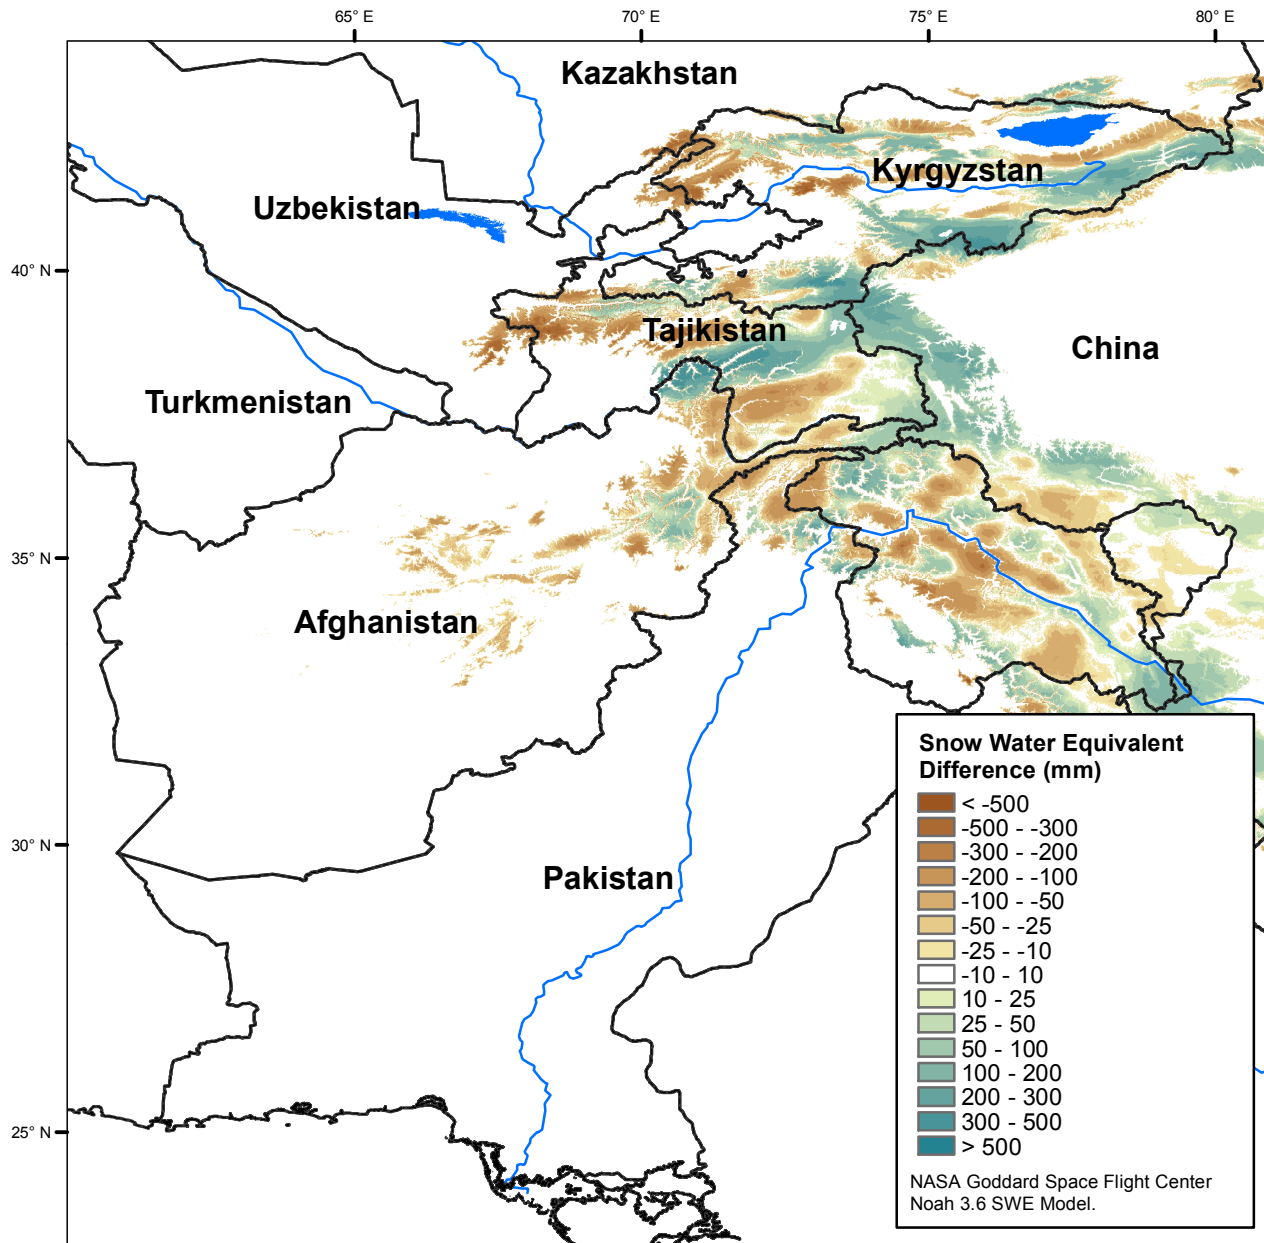 65° E
70° E
75° E
80° E
Kazakhstan
Kyrgyzstan
Uzbekistan
40° N
Tajikistan
China
Turkmenistan
35° N
Afghanistan
Snow Water Equivalent
Difference (mm)
< -500
-500 - -300
-300 - -200
-200 - -100
-100 - -50
-50 - -25
-25 - -10
-10 - 10
10 - 25
25 - 50
50 - 100
100 - 200
200 - 300
300 - 500
> 500
NASA Goddard Space Flight Center
Noah 3.6 SWE Model.
30° N
Pakistan
25° N